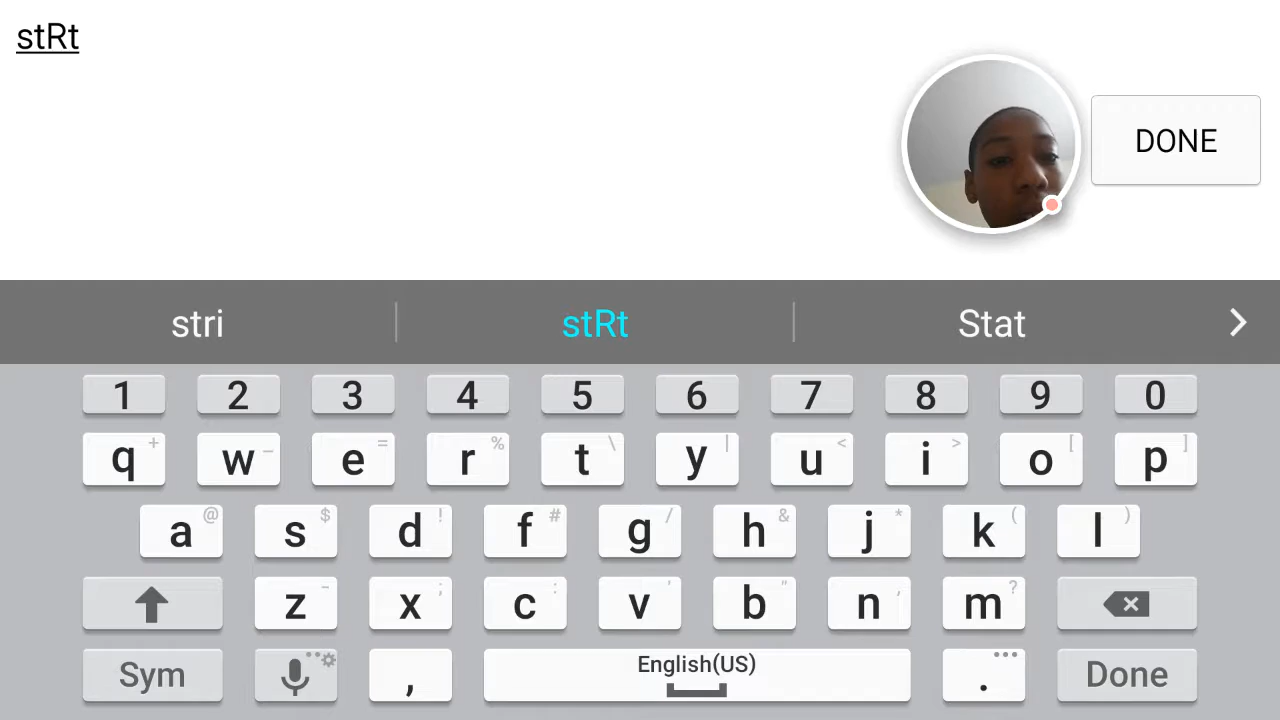 stRt
DONE
stri stRt Stat
1 2 3 4 5 6 7 8 9 0
q + w _ e = r % t \ y | u < i > o [ p ]
a @ s $ d ! f # g / h & j * k ( l )
z - x ; c : v ' b " n , m ?
Sym , English(US) . Done